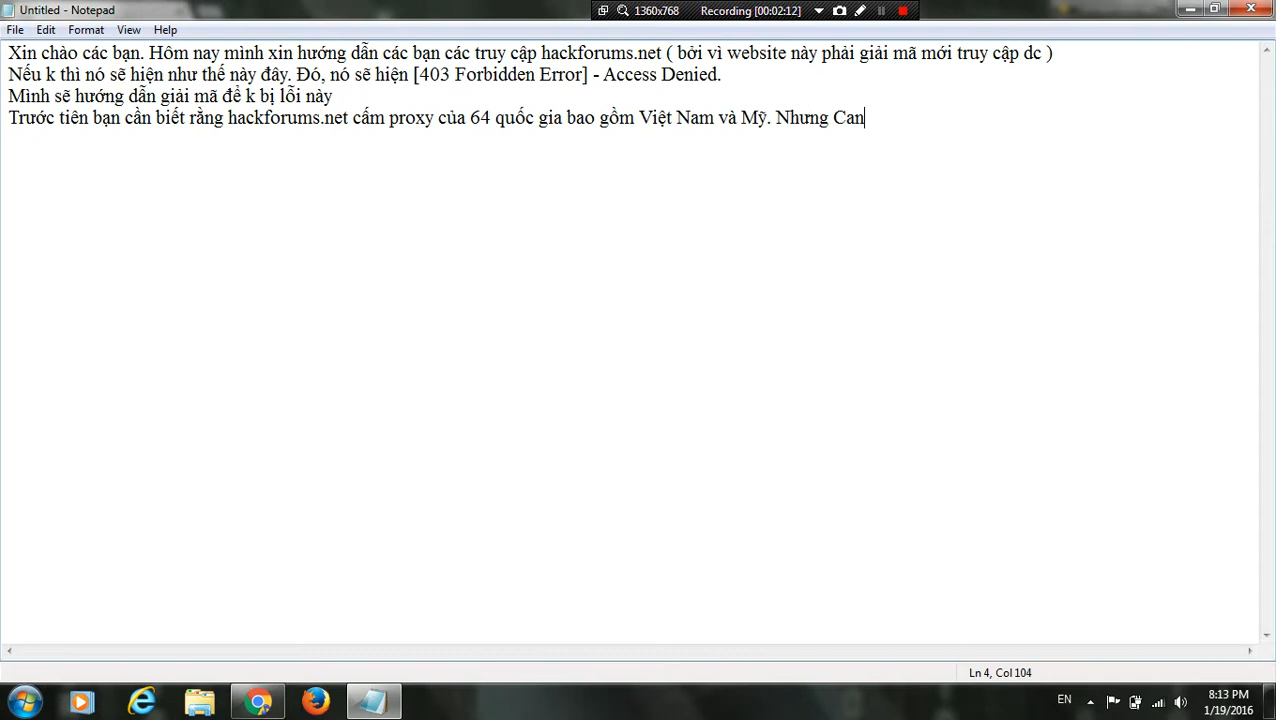 Untitled - Notepad
1360x768
Recording [00:02:12]
File Edit Format View Help
Xin chào các bạn. Hôm nay mình xin hướng dẫn các bạn các truy cập hackforums.net ( bởi vì website này phải giải mã mới truy cập dc )
Nếu k thì nó sẽ hiện như thế này đây. Đó, nó sẽ hiện [403 Forbidden Error] - Access Denied.
Mình sẽ hướng dẫn giải mã để k bị lỗi này
Trước tiên bạn cần biết rằng hackforums.net cấm proxy của 64 quốc gia bao gồm Việt Nam và Mỹ. Nhưng Can
Ln 4, Col 104
EN
8:13 PM
1/19/2016